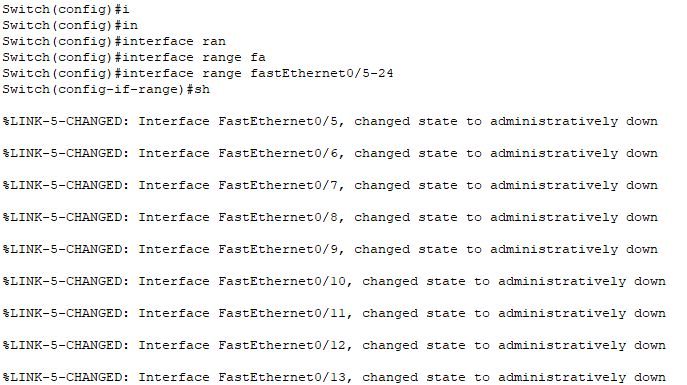 Switch(config)#i
Switch(config)#in
Switch(config)#interface ran
Switch(config)#interface range fa
Switch(config)#interface range fastEthernet0/5-24
Switch(config-if-range)#sh
%LINK-5-CHANGED: Interface FastEthernet0/5, changed state to administratively down
%LINK-5-CHANGED: Interface FastEthernet0/6, changed state to administratively down
%LINK-5-CHANGED: Interface FastEthernet0/7, changed state to administratively down
%LINK-5-CHANGED: Interface FastEthernet0/8, changed state to administratively down
%LINK-5-CHANGED: Interface FastEthernet0/9, changed state to administratively down
%LINK-5-CHANGED: Interface FastEthernet0/10, changed state to administratively down
%LINK-5-CHANGED: Interface FastEthernet0/11, changed state to administratively down
%LINK-5-CHANGED: Interface FastEthernet0/12, changed state to administratively down
%LINK-5-CHANGED: Interface FastEthernet0/13, changed state to administratively down